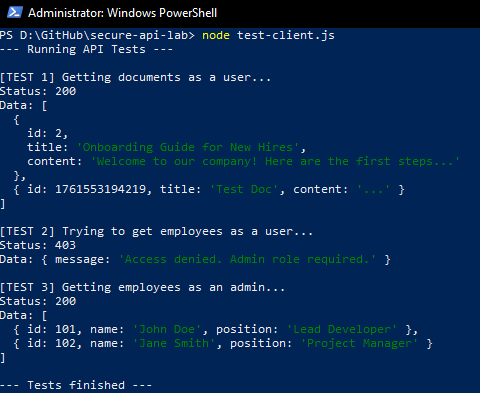 Administrator: Windows PowerShell
PS D:\GitHub\secure-api-lab> node test-client.js
--- Running API Tests ---
[TEST 1] Getting documents as a user...
Status: 200
Data: [
  {
    id: 2,
    title: 'Onboarding Guide for New Hires',
    content: 'Welcome to our company! Here are the first steps...'
  },
  { id: 1761553194219, title: 'Test Doc', content: '...' }
]
[TEST 2] Trying to get employees as a user...
Status: 403
Data: { message: 'Access denied. Admin role required.' }
[TEST 3] Getting employees as an admin...
Status: 200
Data: [
  { id: 101, name: 'John Doe', position: 'Lead Developer' },
  { id: 102, name: 'Jane Smith', position: 'Project Manager' }
]
--- Tests finished ---